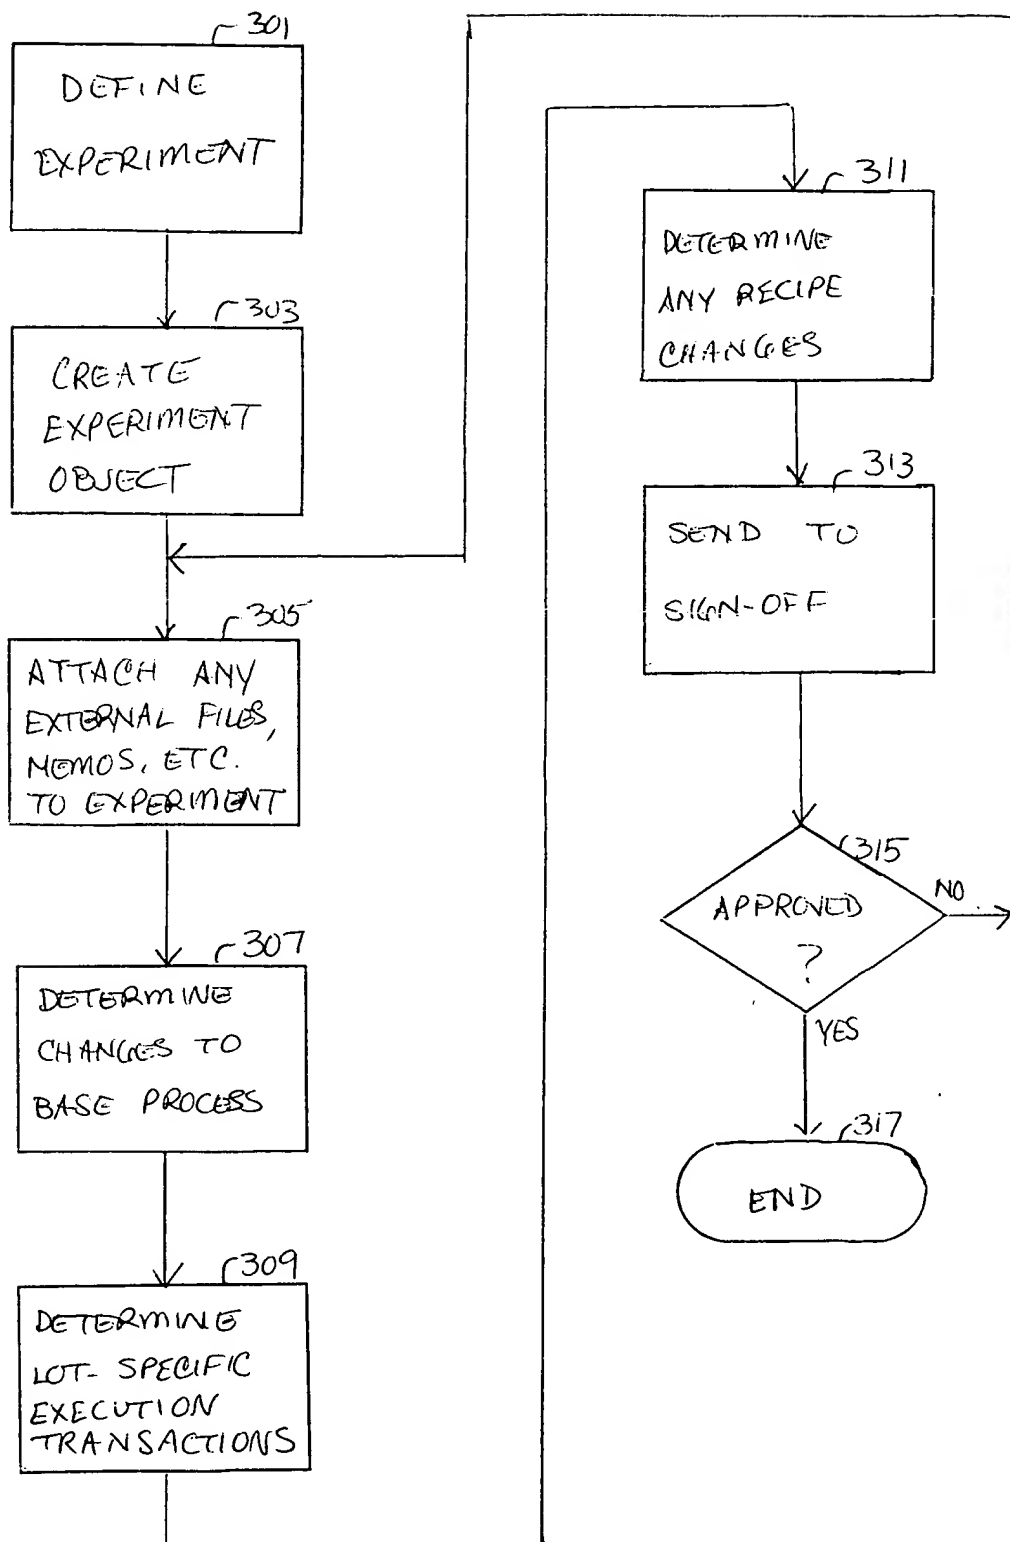 301
DEFINE
EXPERIMENT
303
CREATE
EXPERIMENT
OBJECT
305
ATTACH ANY
EXTERNAL FILES,
MEMOS, ETC.
TO EXPERIMENT
307
DETERMINE
CHANGES TO
BASE PROCESS
309
DETERMINE
LOT-SPECIFIC
EXECUTION
TRANSACTIONS
311
DETERMINE
ANY RECIPE
CHANGES
313
SEND TO
SIGN-OFF
315
APPROVED
?
NO
YES
317
END